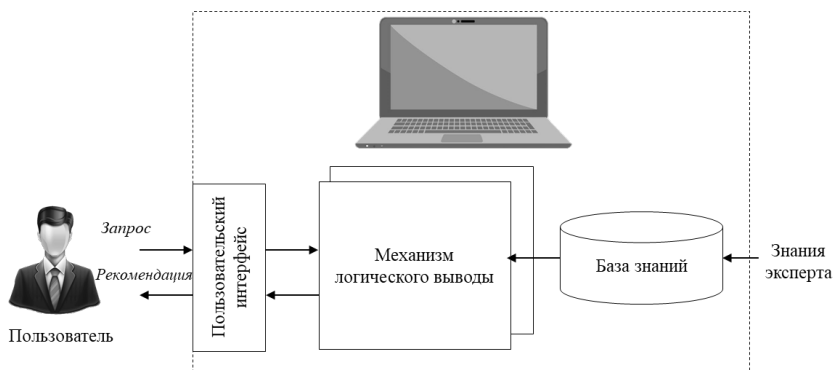 Запрос
Рекомендация
Пользователь
Пользовательский
интерфейс
Механизм
логического выводы
База знаний
Знания
эксперта